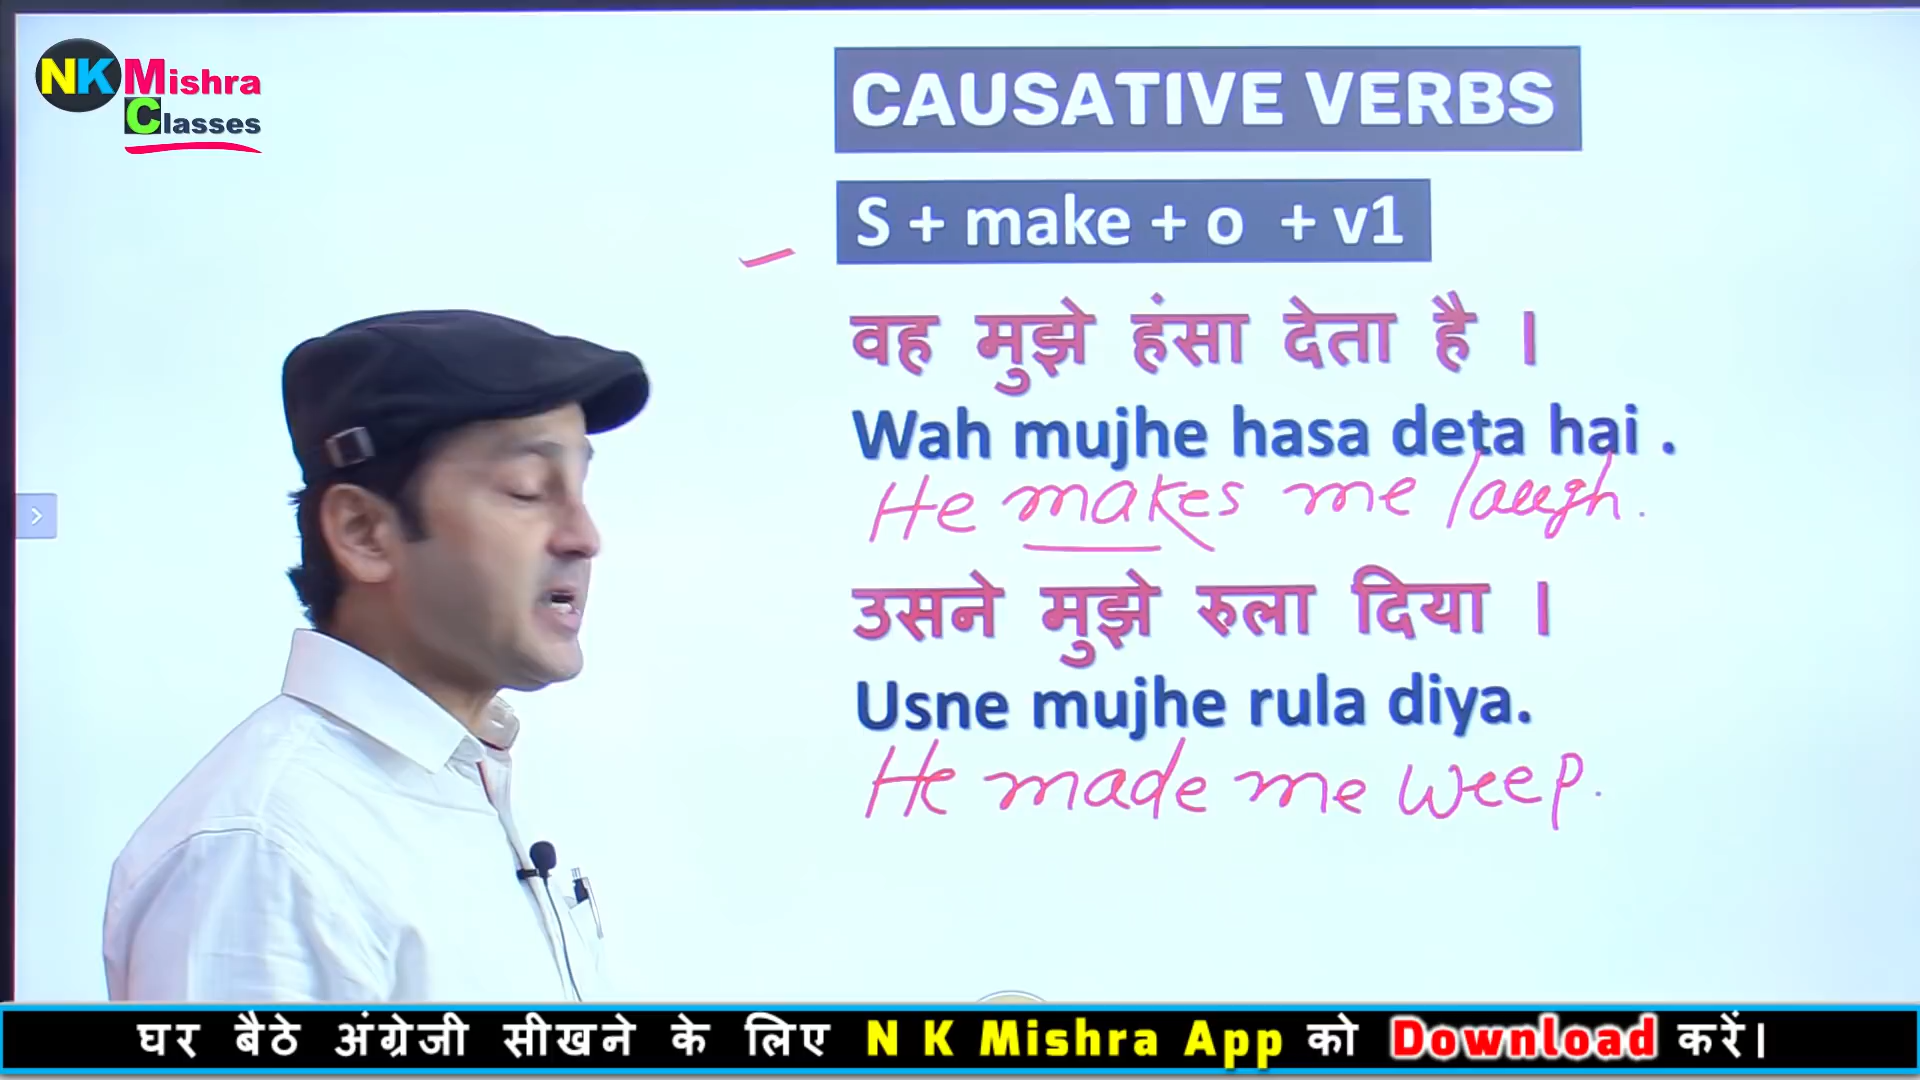 NK Mishra
Classes
CAUSATIVE VERBS
S + make + o + v1
वह मुझे हंसा देता है ।
Wah mujhe hasa deta hai .
He makes me laugh.
उसने मुझे रुला दिया ।
Usne mujhe rula diya.
He made me weep.
घर बैठे अंग्रेजी सीखने के लिए N K Mishra App को Download करें।